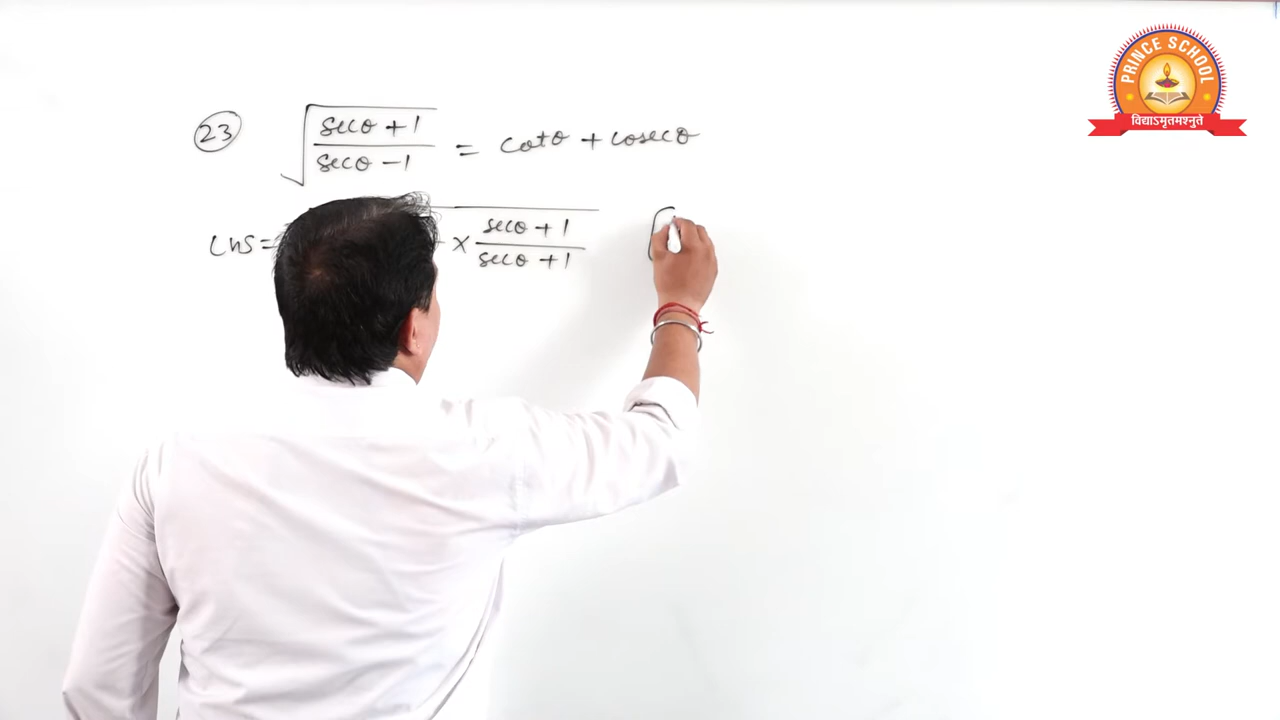 PRINCE SCHOOL
विद्याऽमृतमश्नुते
23 √((secθ + 1)/(secθ - 1)) = cotθ + cosecθ
LHS = × (secθ + 1)/(secθ + 1)